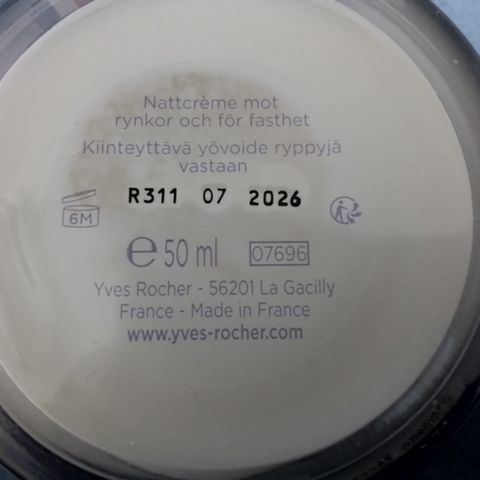 Nattcrème mot
rynkor och för fasthet
Kiinteyttävä yövoide ryppyjä
vastaan
R311 07 2026
6M
℮ 50 ml 07696
Yves Rocher - 56201 La Gacilly
France - Made in France
www.yves-rocher.com